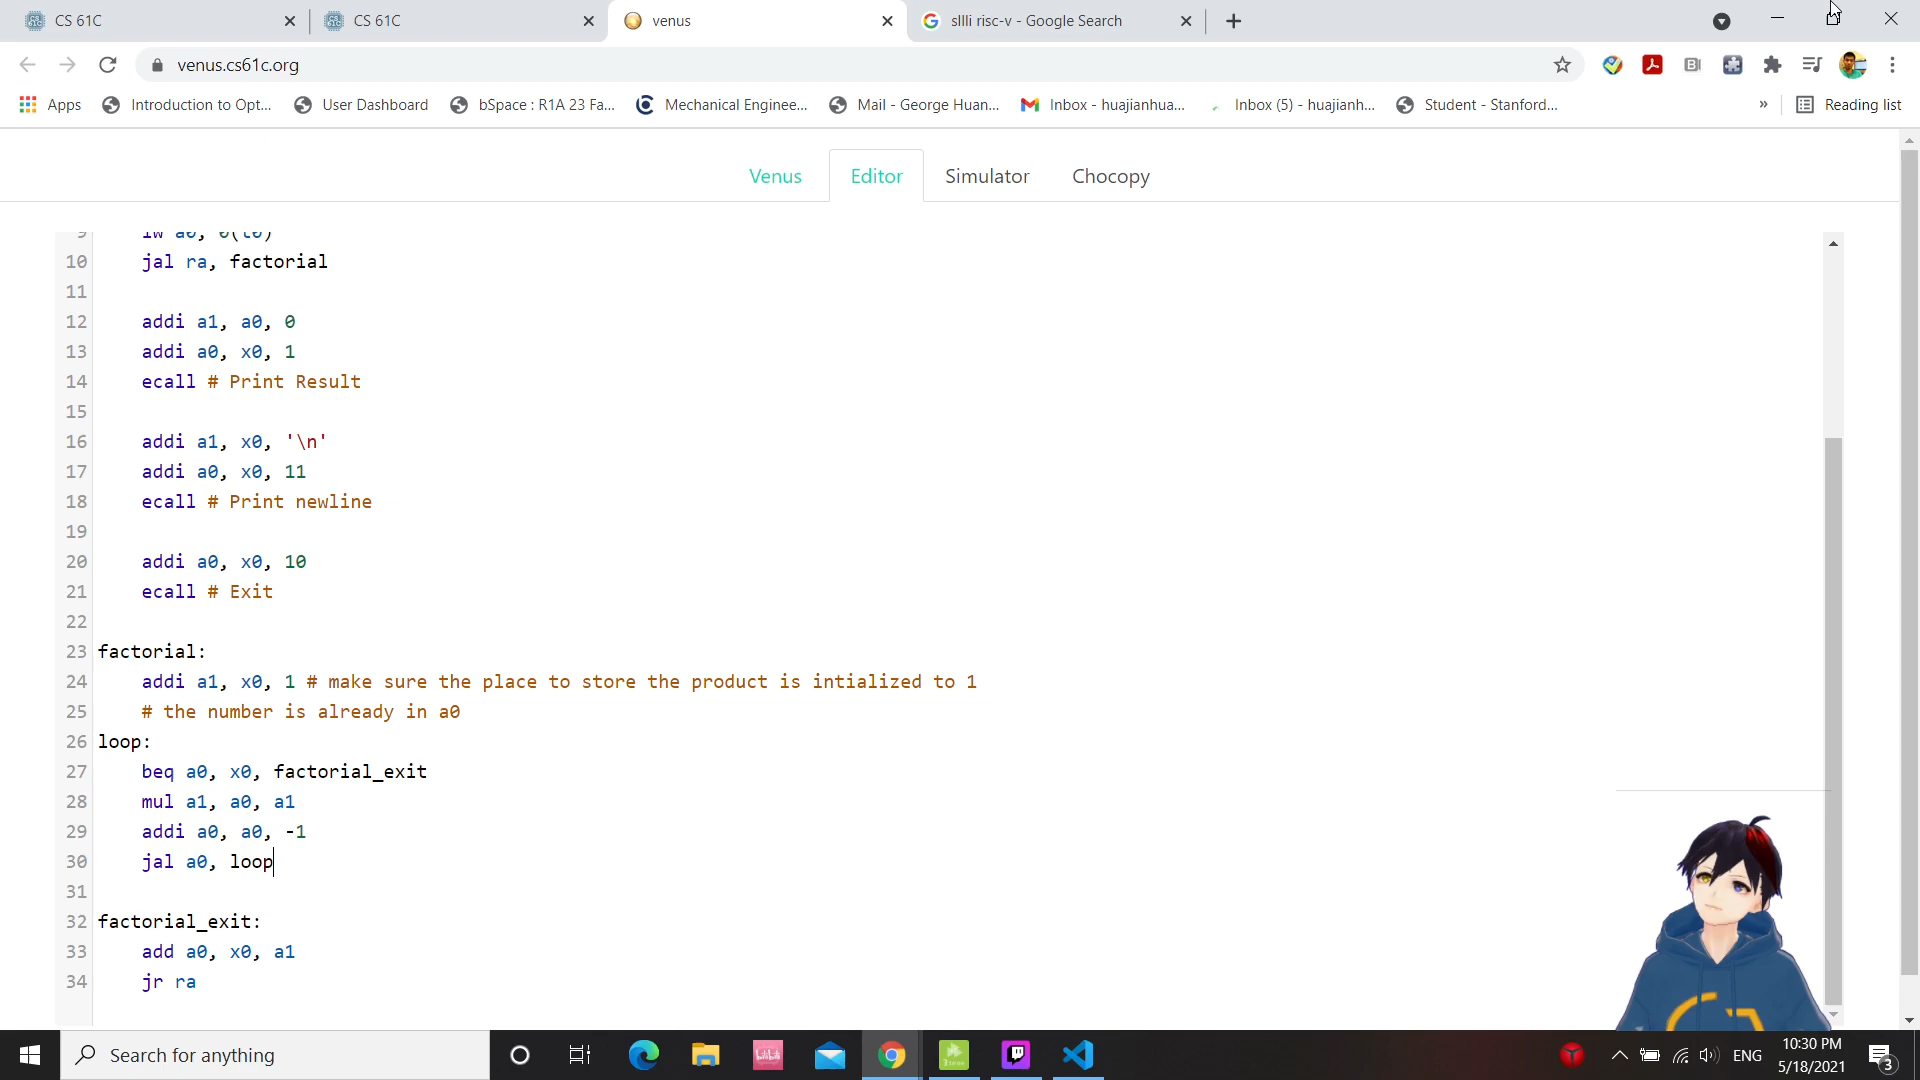 CS 61C
CS 61C
venus
sllli risc-v - Google Search
venus.cs61c.org
Apps
Introduction to Opt...
User Dashboard
bSpace : R1A 23 Fa...
Mechanical Enginee...
Mail - George Huan...
Inbox - huajianhua...
Inbox (5) - huajianh...
Student - Stanford...
»
Reading list
Venus
Editor
Simulator
Chocopy
9 lw a0, 0(t0)
10 jal ra, factorial
11
12 addi a1, a0, 0
13 addi a0, x0, 1
14 ecall # Print Result
15
16 addi a1, x0, '\n'
17 addi a0, x0, 11
18 ecall # Print newline
19
20 addi a0, x0, 10
21 ecall # Exit
22
23 factorial:
24 addi a1, x0, 1 # make sure the place to store the product is intialized to 1
25 # the number is already in a0
26 loop:
27 beq a0, x0, factorial_exit
28 mul a1, a0, a1
29 addi a0, a0, -1
30 jal a0, loop
31
32 factorial_exit:
33 add a0, x0, a1
34 jr ra
Search for anything
ENG
10:30 PM
5/18/2021
3